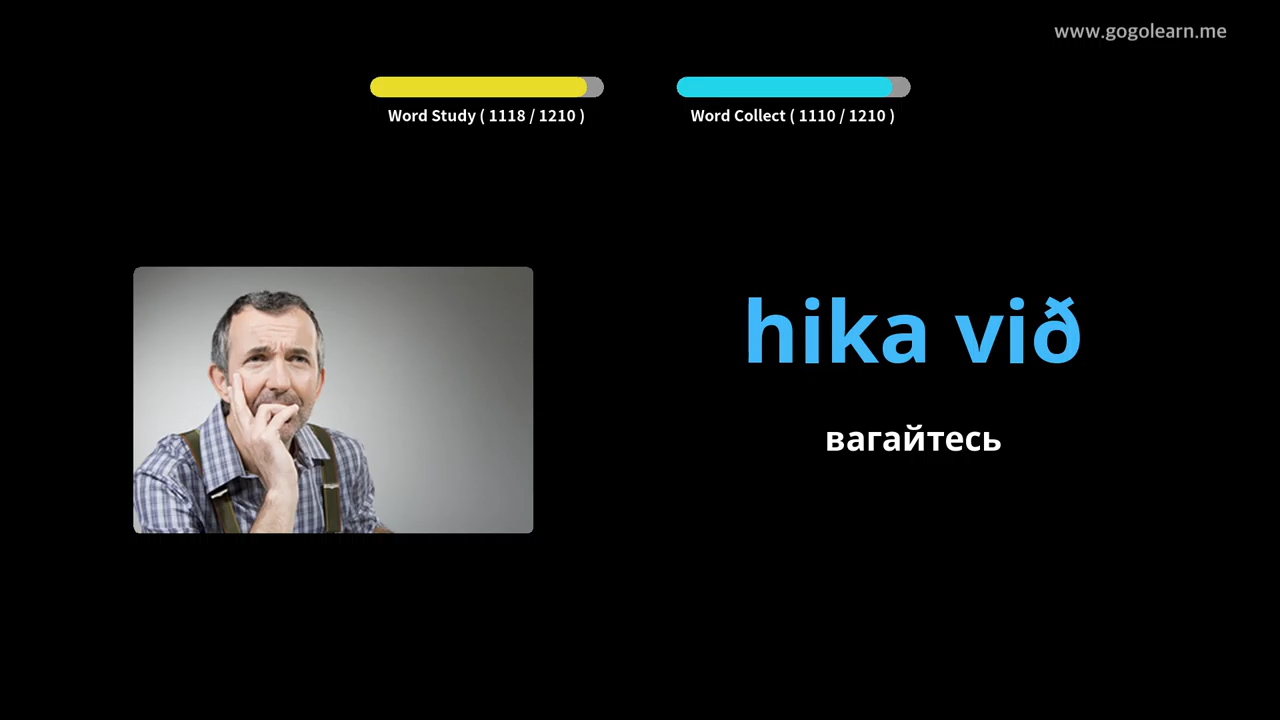 www.gogolearn.me
Word Study ( 1118 / 1210 )
Word Collect ( 1110 / 1210 )
hika við
вагайтесь